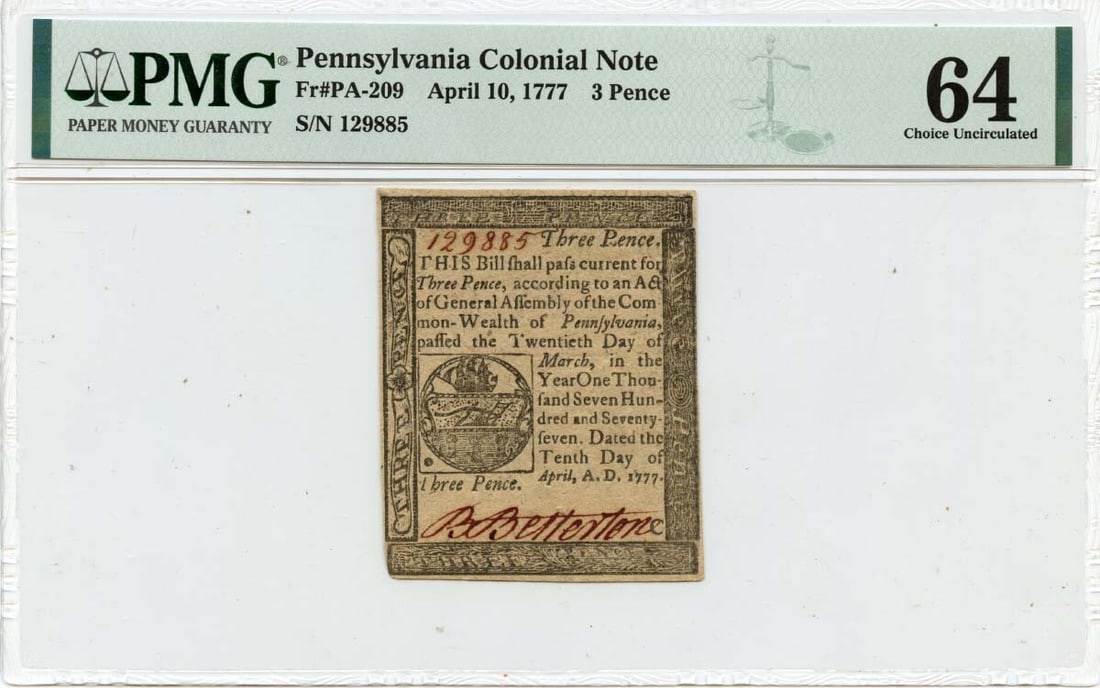 PMG® Pennsylvania Colonial Note
PAPER MONEY GUARANTY
Fr#PA-209 April 10, 1777 3 Pence
S/N 129885
64
Choice Uncirculated
THREE PENCE
129885 Three Pence.
THIS Bill ſhall paſs current for
Three Pence, according to an Act
of General Aſſembly of the Com
mon-Wealth of Pennſylvania,
paſſed the Twentieth Day of
March, in the
Year One Thou-
ſand Seven Hun-
dred and Seventy-
ſeven. Dated the
Tenth Day of
April, A. D. 1777.
Three Pence.
THREE PENCE
B Betterton